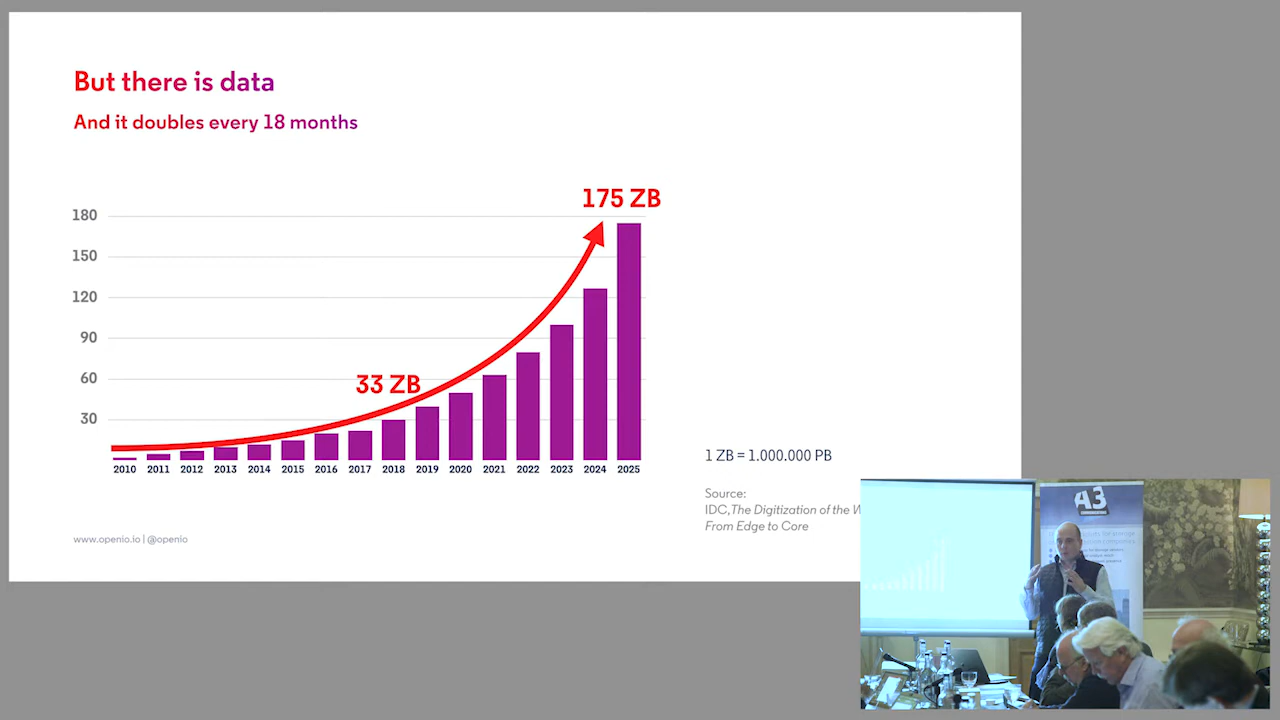 But there is data
And it doubles every 18 months
175 ZB
180
150
120
90
33 ZB
60
30
2010 2011 2012 2013 2014 2015 2016 2017 2018 2019 2020 2021 2022 2023 2024 2025
1 ZB = 1.000.000 PB
Source:
IDC,The Digitization of the
From Edge to Core
www.openio.io | @openio
A3
COMMUNICATIONS